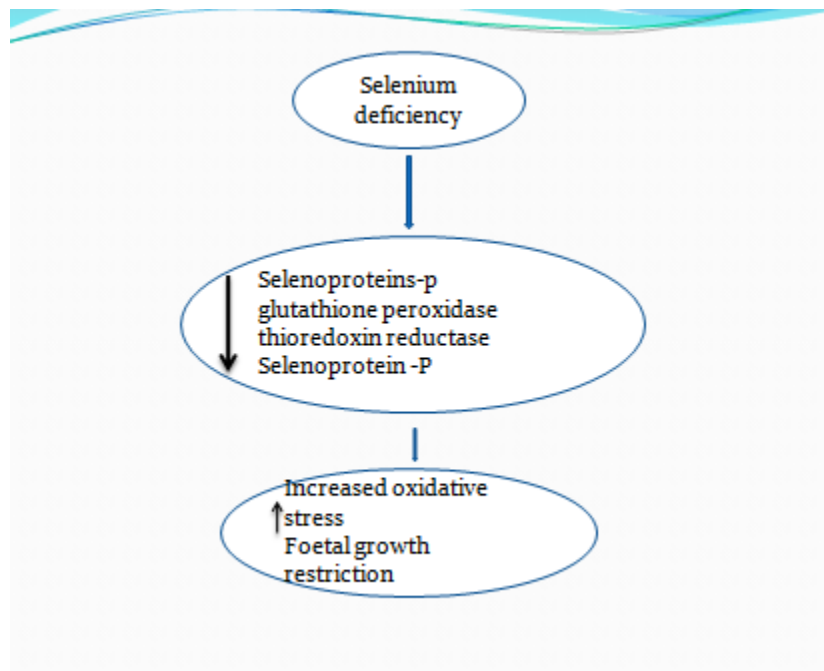 Selenium
deficiency
Selenoproteins-p
glutathione peroxidase
thioredoxin reductase
Selenoprotein -P
Increased oxidative
stress
Foetal growth
restriction